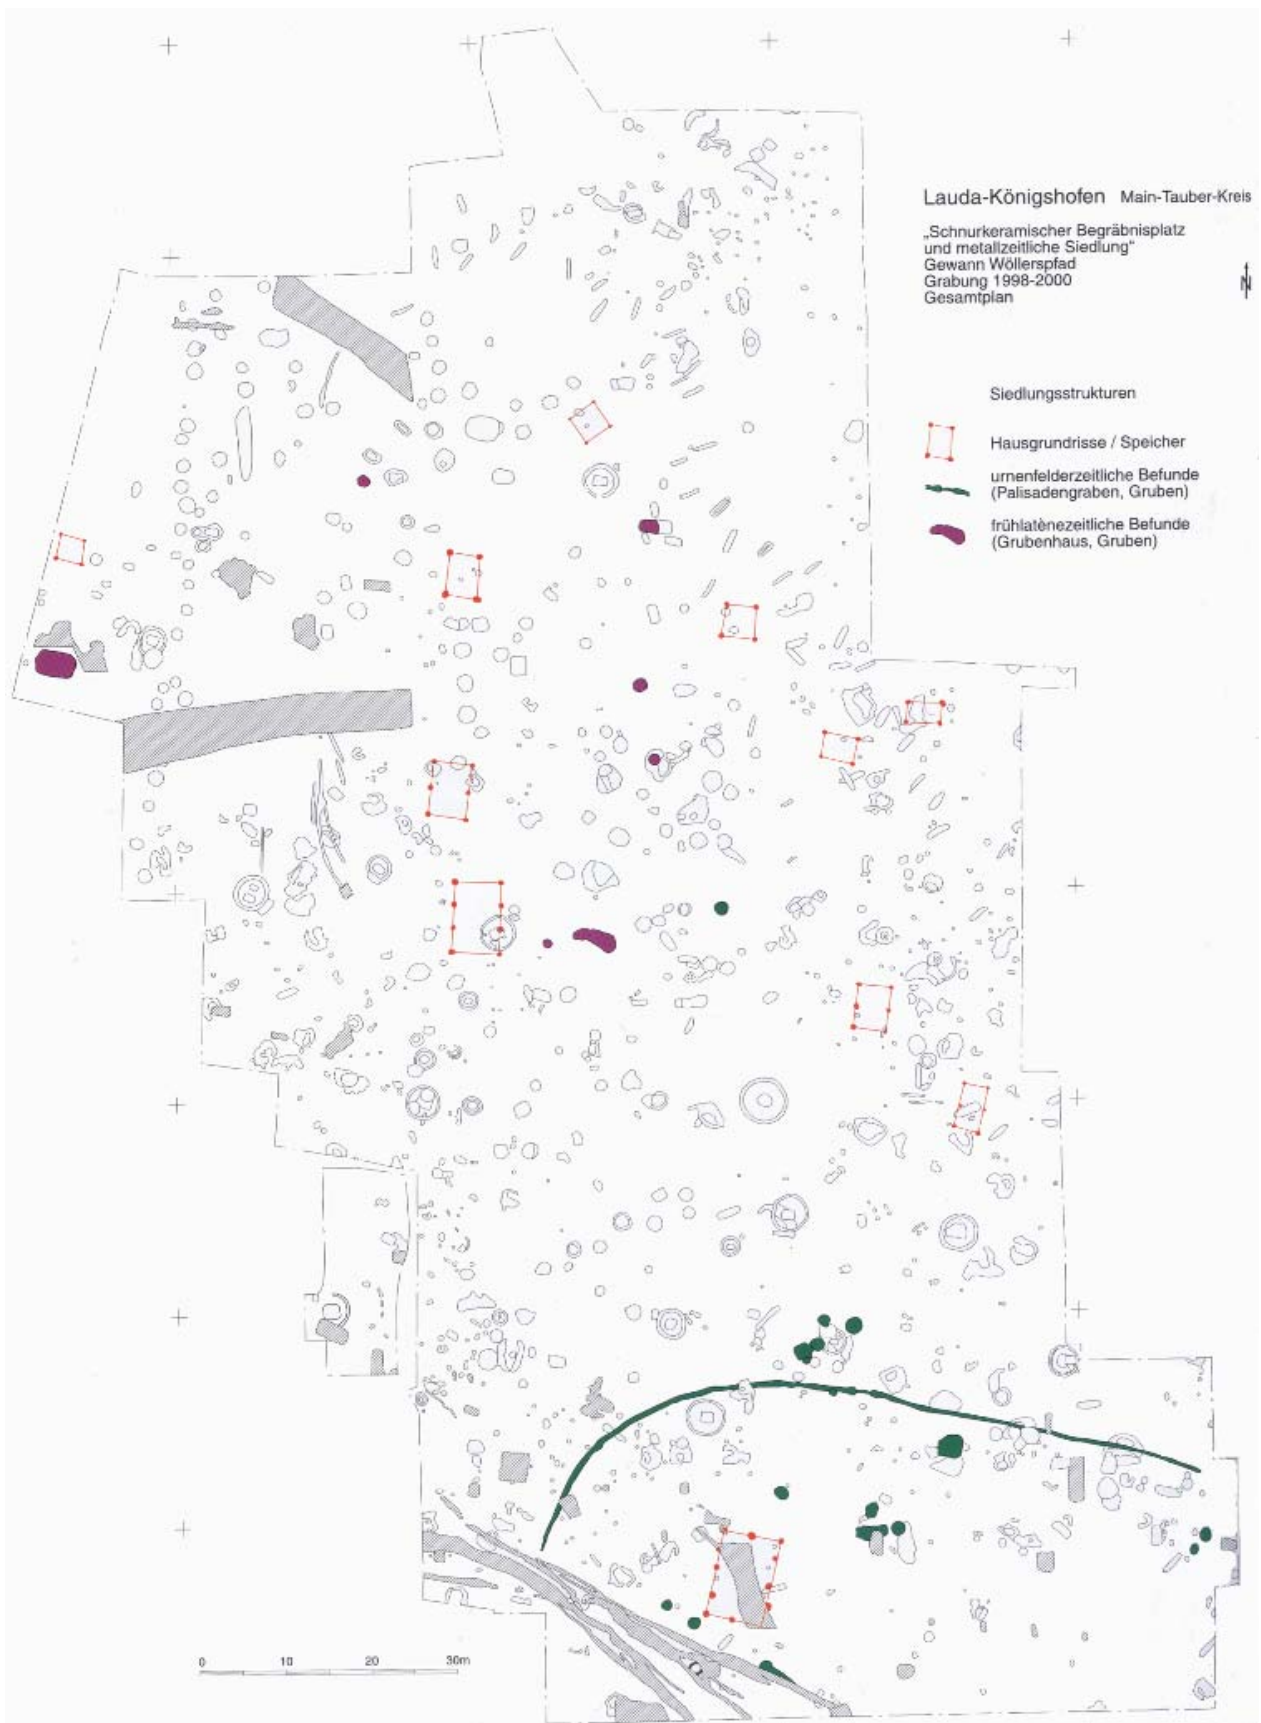 Lauda-Königshofen Main-Tauber-Kreis
„Schnurkeramischer Begräbnisplatz
und metallzeitliche Siedlung“
Gewann Wöllerspfad
Grabung 1998-2000
Gesamtplan
N
Siedlungsstrukturen
Hausgrundrisse / Speicher
urnenfelderzeitliche Befunde
(Palisadengraben, Gruben)
frühlatènezeitliche Befunde
(Grubenhaus, Gruben)
0 10 20 30m